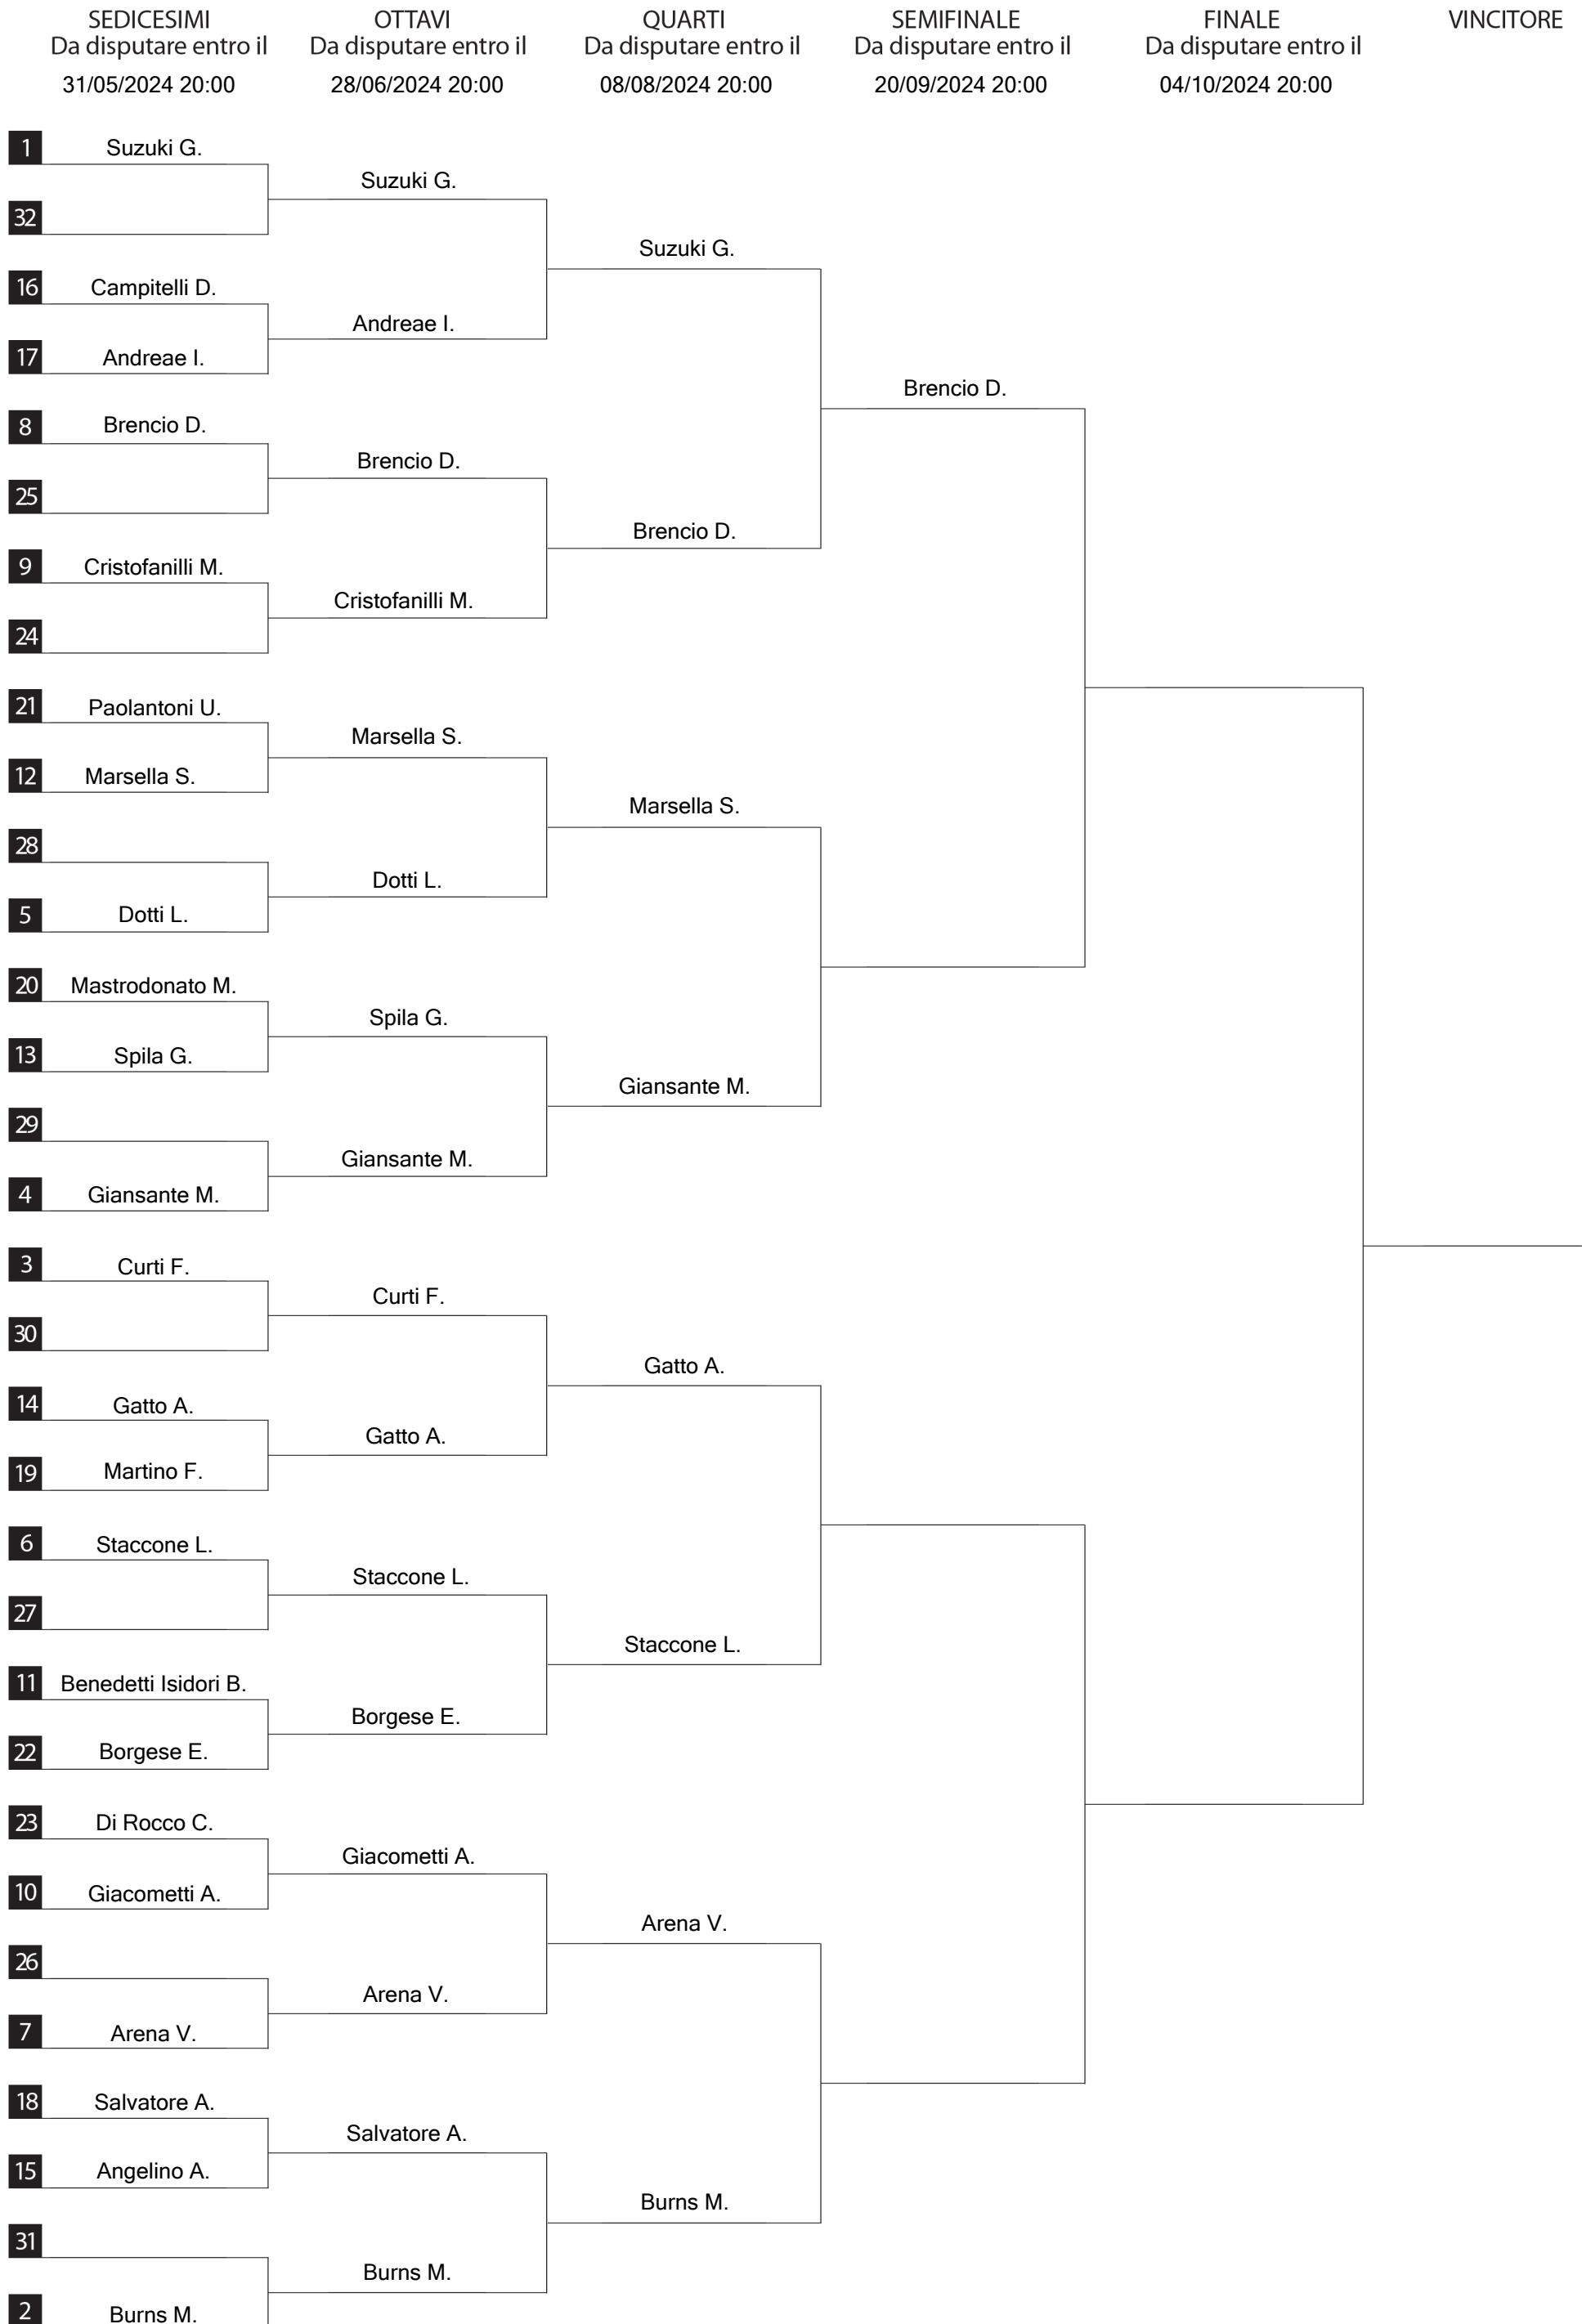 SEDICESIMI
Da disputare entro il
31/05/2024 20:00
OTTAVI
Da disputare entro il
28/06/2024 20:00
QUARTI
Da disputare entro il
08/08/2024 20:00
SEMIFINALE
Da disputare entro il
20/09/2024 20:00
FINALE
Da disputare entro il
04/10/2024 20:00
VINCITORE
1 Suzuki G.
32
16 Campitelli D.
17 Andreae I.
8 Brencio D.
25
9 Cristofanilli M.
24
21 Paolantoni U.
12 Marsella S.
28
5 Dotti L.
20 Mastrodonato M.
13 Spila G.
29
4 Giansante M.
3 Curti F.
30
14 Gatto A.
19 Martino F.
6 Staccone L.
27
11 Benedetti Isidori B.
22 Borgese E.
23 Di Rocco C.
10 Giacometti A.
26
7 Arena V.
18 Salvatore A.
15 Angelino A.
31
2 Burns M.
Suzuki G.
Andreae I.
Brencio D.
Cristofanilli M.
Marsella S.
Dotti L.
Spila G.
Giansante M.
Curti F.
Gatto A.
Staccone L.
Borgese E.
Giacometti A.
Arena V.
Salvatore A.
Burns M.
Suzuki G.
Brencio D.
Marsella S.
Giansante M.
Gatto A.
Staccone L.
Arena V.
Burns M.
Brencio D.